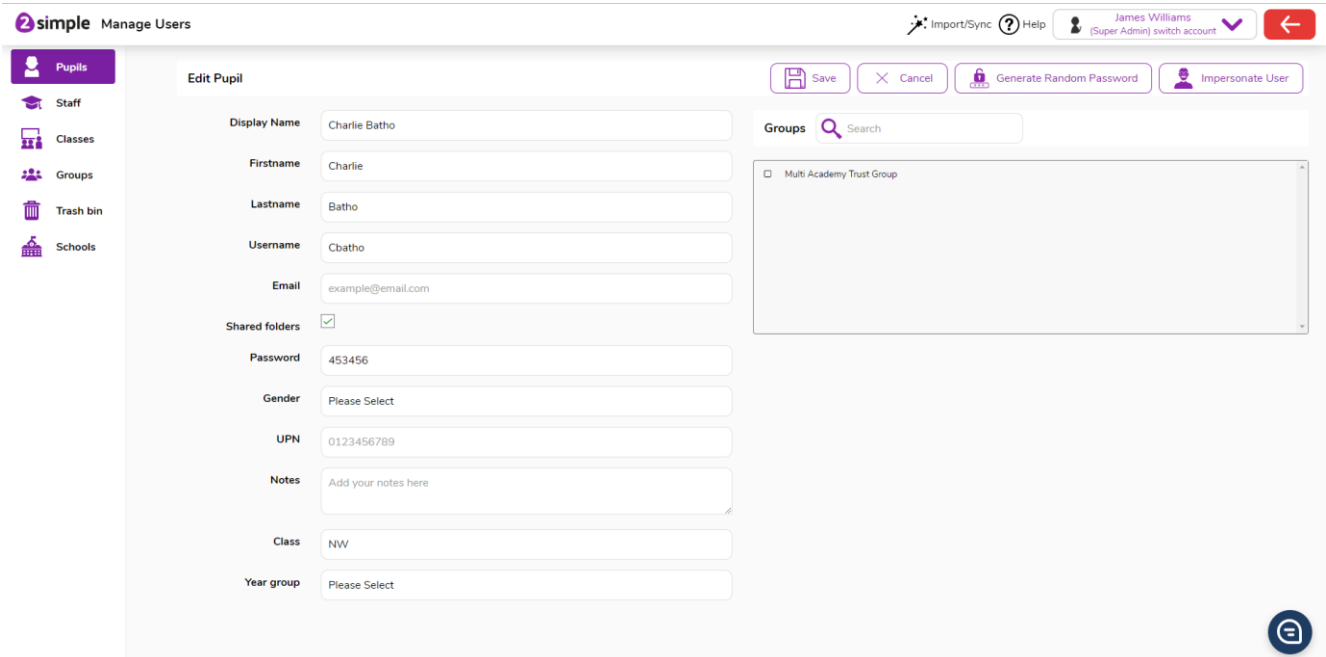 2simple Manage Users
Import/Sync ? Help
James Williams
(Super Admin) switch account
Pupils
Staff
Classes
Groups
Trash bin
Schools
Edit Pupil
Save
Cancel
Generate Random Password
Impersonate User
Display Name Charlie Batho
Firstname Charlie
Lastname Batho
Username Cbatho
Email example@email.com
Shared folders
Password 453456
Gender Please Select
UPN 0123456789
Notes Add your notes here
Class NW
Year group Please Select
Groups Search
Multi Academy Trust Group